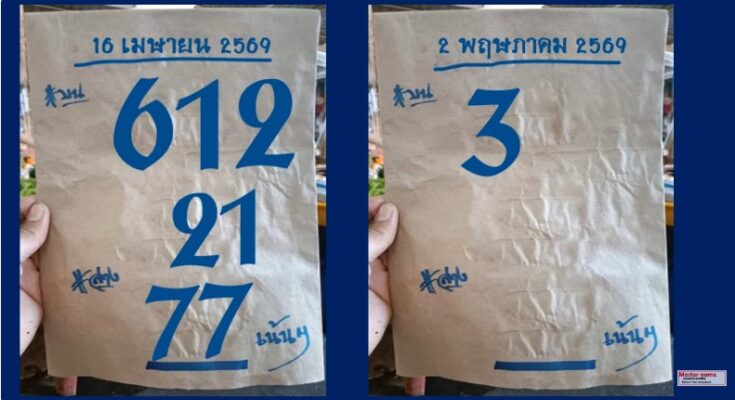 16 เมษายน 2569
*บน
612
21
*ล่าง
77
เน้นๆ
2 พฤษภาคม 2569
*บน
3
*ล่าง
เน้นๆ
Master game